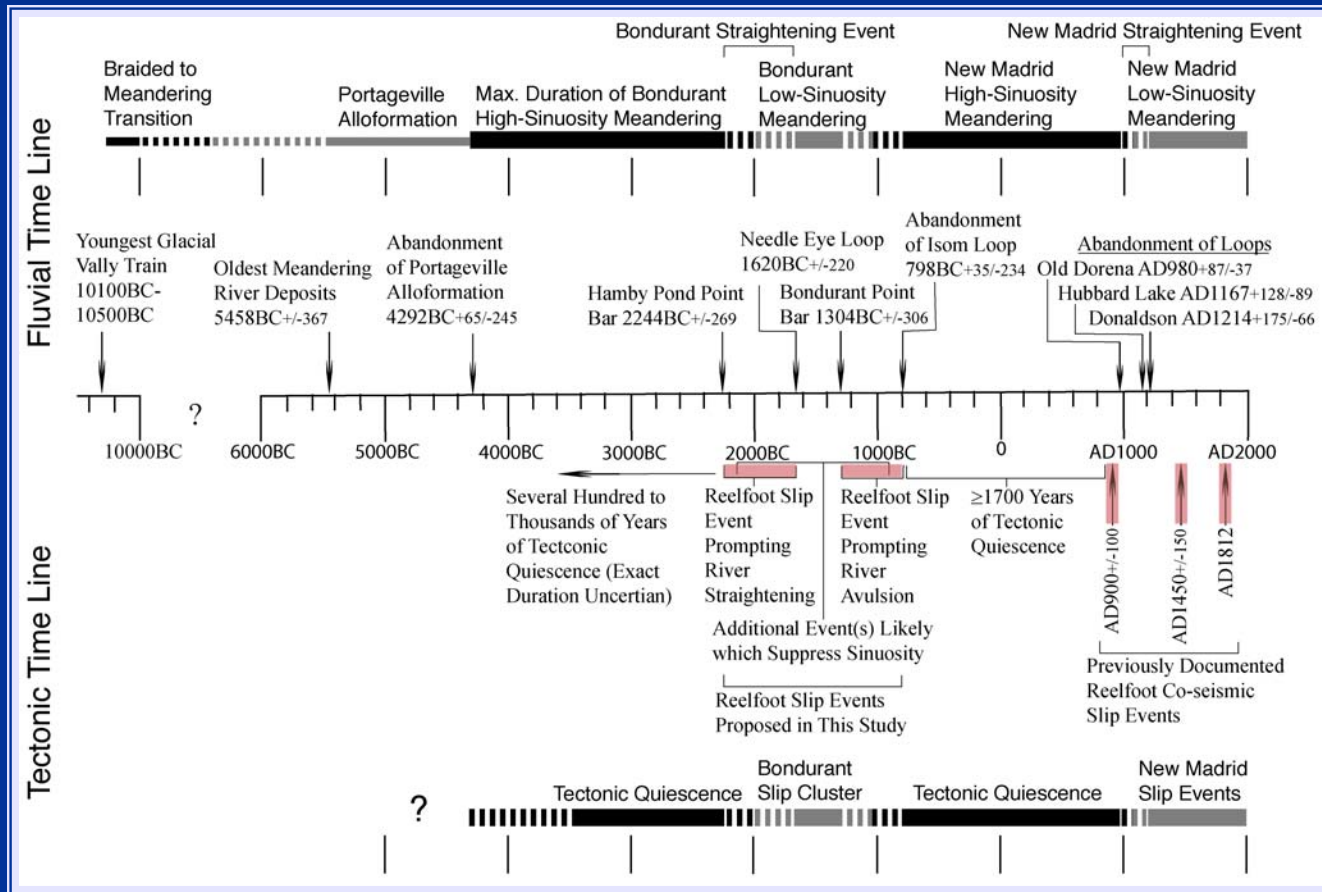 Fluvial Time Line
Bondurant Straightening Event
New Madrid Straightening Event
Braided to
Meandering
Transition
Portageville
Alloformation
Max. Duration of Bondurant
High-Sinuosity Meandering
Bondurant
Low-Sinuosity
Meandering
New Madrid
High-Sinuosity
Meandering
New Madrid
Low-Sinuosity
Meandering
Youngest Glacial
Vally Train
10100BC-
10500BC
Oldest Meandering
River Deposits
5458BC+/-367
Abandonment
of Portageville
Alloformation
4292BC+65/-245
Hamby Pond Point
Bar 2244BC+/-269
Needle Eye Loop
1620BC+/-220
Bondurant Point
Bar 1304BC+/-306
Abandonment
of Isom Loop
798BC+35/-234
Abandonment of Loops
Old Dorena AD980+87/-37
Hubbard Lake AD1167+128/-89
Donaldson AD1214+175/-66
?
10000BC 6000BC 5000BC 4000BC 3000BC 2000BC 1000BC 0 AD1000 AD2000
Tectonic Time Line
Several Hundred to
Thousands of Years
of Tectconic
Quiescence (Exact
Duration Uncertian)
Reelfoot Slip
Event
Prompting
River
Straightening
Reelfoot Slip
Event
Prompting
River
Avulsion
≥1700 Years
of Tectonic
Quiescence
AD900+/-100
AD1450+/-150
AD1812
Additional Event(s) Likely
which Suppress Sinuosity
Reelfoot Slip Events
Proposed in This Study
Previously Documented
Reelfoot Co-seismic
Slip Events
?
Tectonic Quiescence
Bondurant
Slip Cluster
Tectonic Quiescence
New Madrid
Slip Events